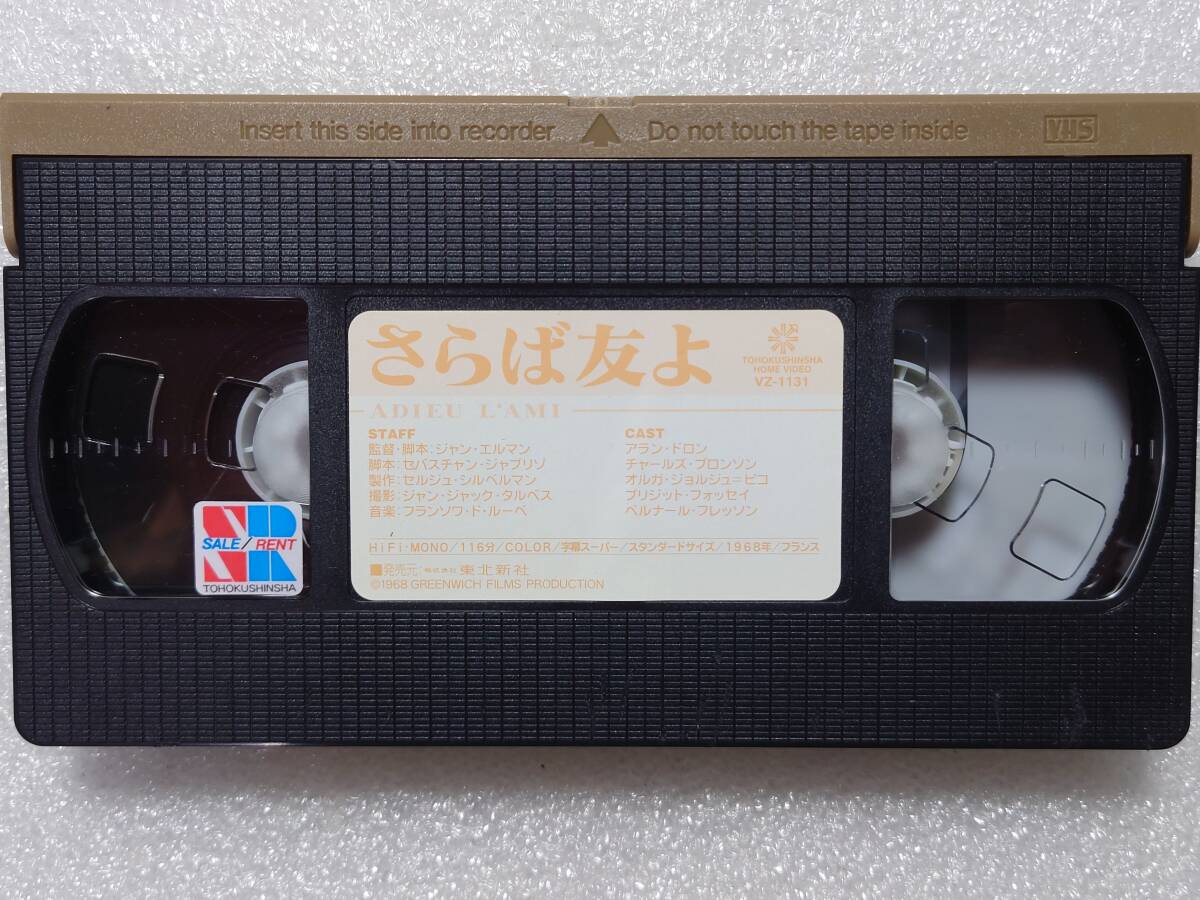 Insert this side into recorder Do not touch the tape inside VHS
さらば友よ
TOHOKUSHINSHA
HOME VIDEO
VZ-1131
ADIEU L'AMI
STAFF
監督・脚本:ジャン・エルマン
脚本:セバスチャン・ジャプリゾ
製作:セルジュ・シルベルマン
撮影:ジャン・ジャック・タルベス
音楽:フランソワ・ド・ルーベ
CAST
アラン・ドロン
チャールズ・ブロンソン
オルガ・ジョルジュ=ピコ
ブリジット・フォッセイ
ベルナール・フレッソン
HiFi・MONO/116分/COLOR/字幕スーパー/スタンダードサイズ/1968年/フランス
■発売元:株式会社 東北新社
©1968 GREENWICH FILMS PRODUCTION
SALE/RENT
TOHOKUSHINSHA